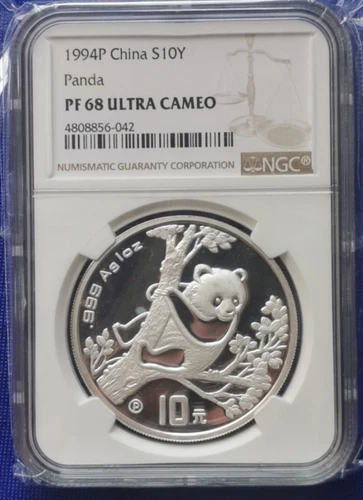 1994P China S10Y
Panda
PF 68 ULTRA CAMEO
4808856-042
NUMISMATIC GUARANTY CORPORATION
NGC®
.999 Ag 1oz
P
10元